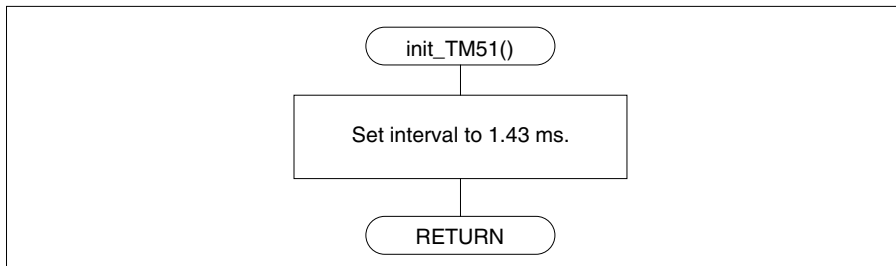 init_TM51()
Set interval to 1.43 ms.
RETURN